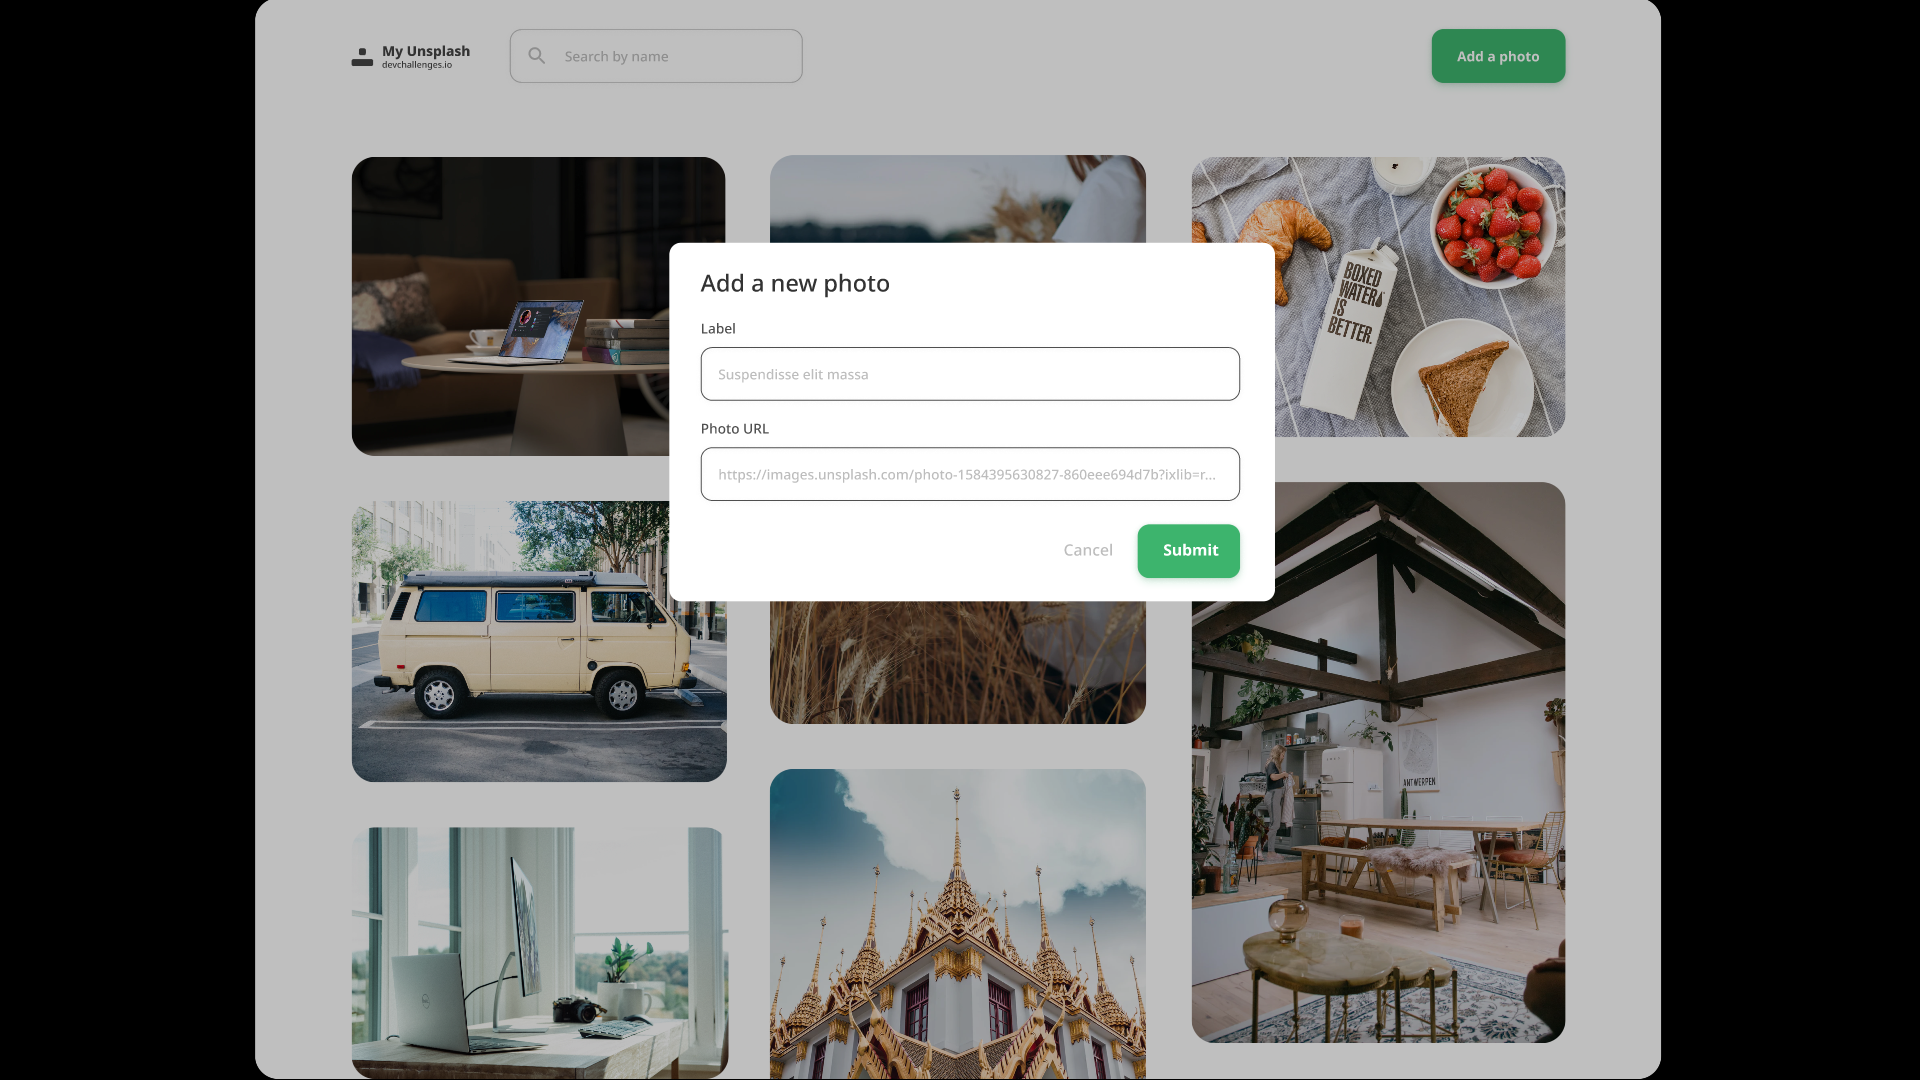 My Unsplash
devchallenges.io
Search by name
Add a photo
BOXED
WATER
IS
BETTER.
Add a new photo
Label
Suspendisse elit massa
Photo URL
https://images.unsplash.com/photo-1584395630827-860eee694d7b?ixlib=r...
Cancel
Submit
ANTWERPEN